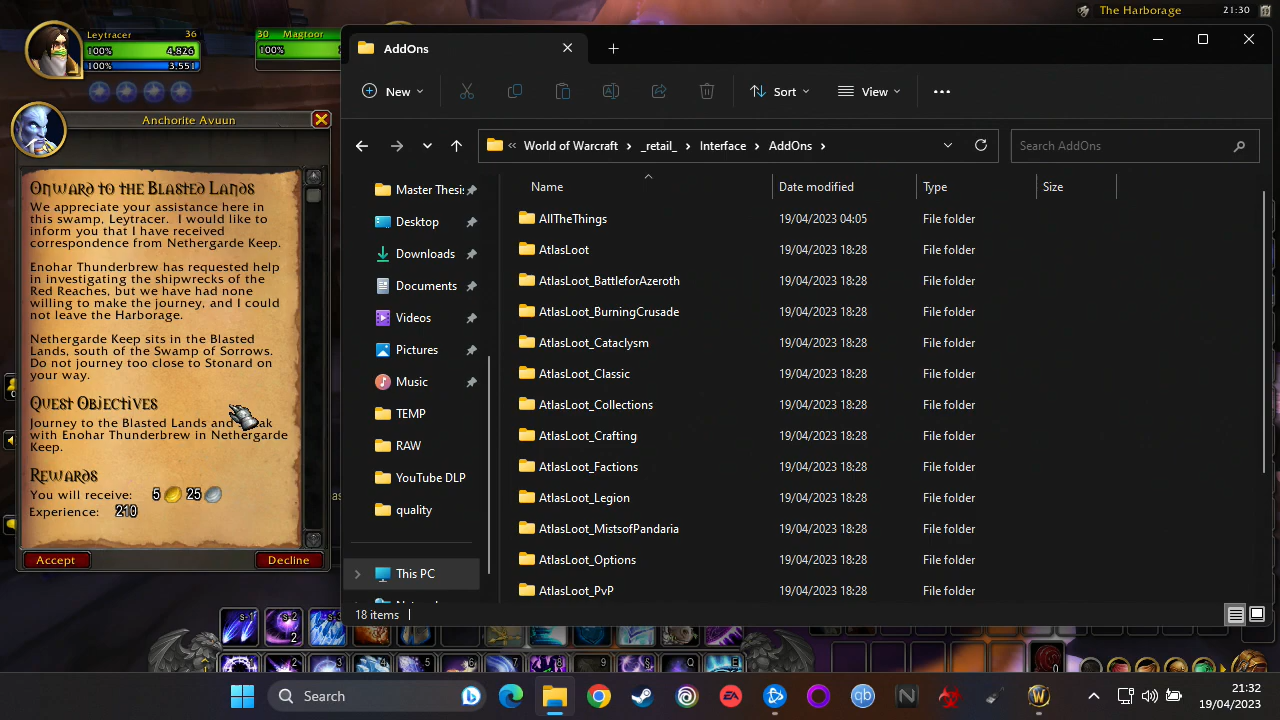 Leytracer 36
100% 4,826
100% 3,551
30 Magtoor
100%
The Harborage 21:30
Anchorite Avuun
Onward to the Blasted Lands
We appreciate your assistance here in
this swamp, Leytracer. I would like to
inform you that I have received
correspondence from Nethergarde Keep.
Enohar Thunderbrew has requested help
in investigating the shipwrecks of the
Red Reaches, but we have had none
willing to make the journey, and I could
not leave the Harborage.
Nethergarde Keep sits in the Blasted
Lands, south of the Swamp of Sorrows.
Do not journey too close to Stonard on
your way.
Quest Objectives
Journey to the Blasted Lands and
with Enohar Thunderbrew in Nethergarde
Keep.
Rewards
You will receive: 5 25
Experience: 210
Accept Decline
AddOns
New Sort View
World of Warcraft _retail_ Interface AddOns
Search AddOns
Master Thesis
Desktop
Downloads
Documents
Videos
Pictures
Music
TEMP
RAW
YouTube DLP
quality
This PC
Name Date modified Type Size
AllTheThings 19/04/2023 04:05 File folder
AtlasLoot 19/04/2023 18:28 File folder
AtlasLoot_BattleforAzeroth 19/04/2023 18:28 File folder
AtlasLoot_BurningCrusade 19/04/2023 18:28 File folder
AtlasLoot_Cataclysm 19/04/2023 18:28 File folder
AtlasLoot_Classic 19/04/2023 18:28 File folder
AtlasLoot_Collections 19/04/2023 18:28 File folder
AtlasLoot_Crafting 19/04/2023 18:28 File folder
AtlasLoot_Factions 19/04/2023 18:28 File folder
AtlasLoot_Legion 19/04/2023 18:28 File folder
AtlasLoot_MistsofPandaria 19/04/2023 18:28 File folder
AtlasLoot_Options 19/04/2023 18:28 File folder
AtlasLoot_PvP 19/04/2023 18:28 File folder
18 items
Search
21:32
19/04/2023